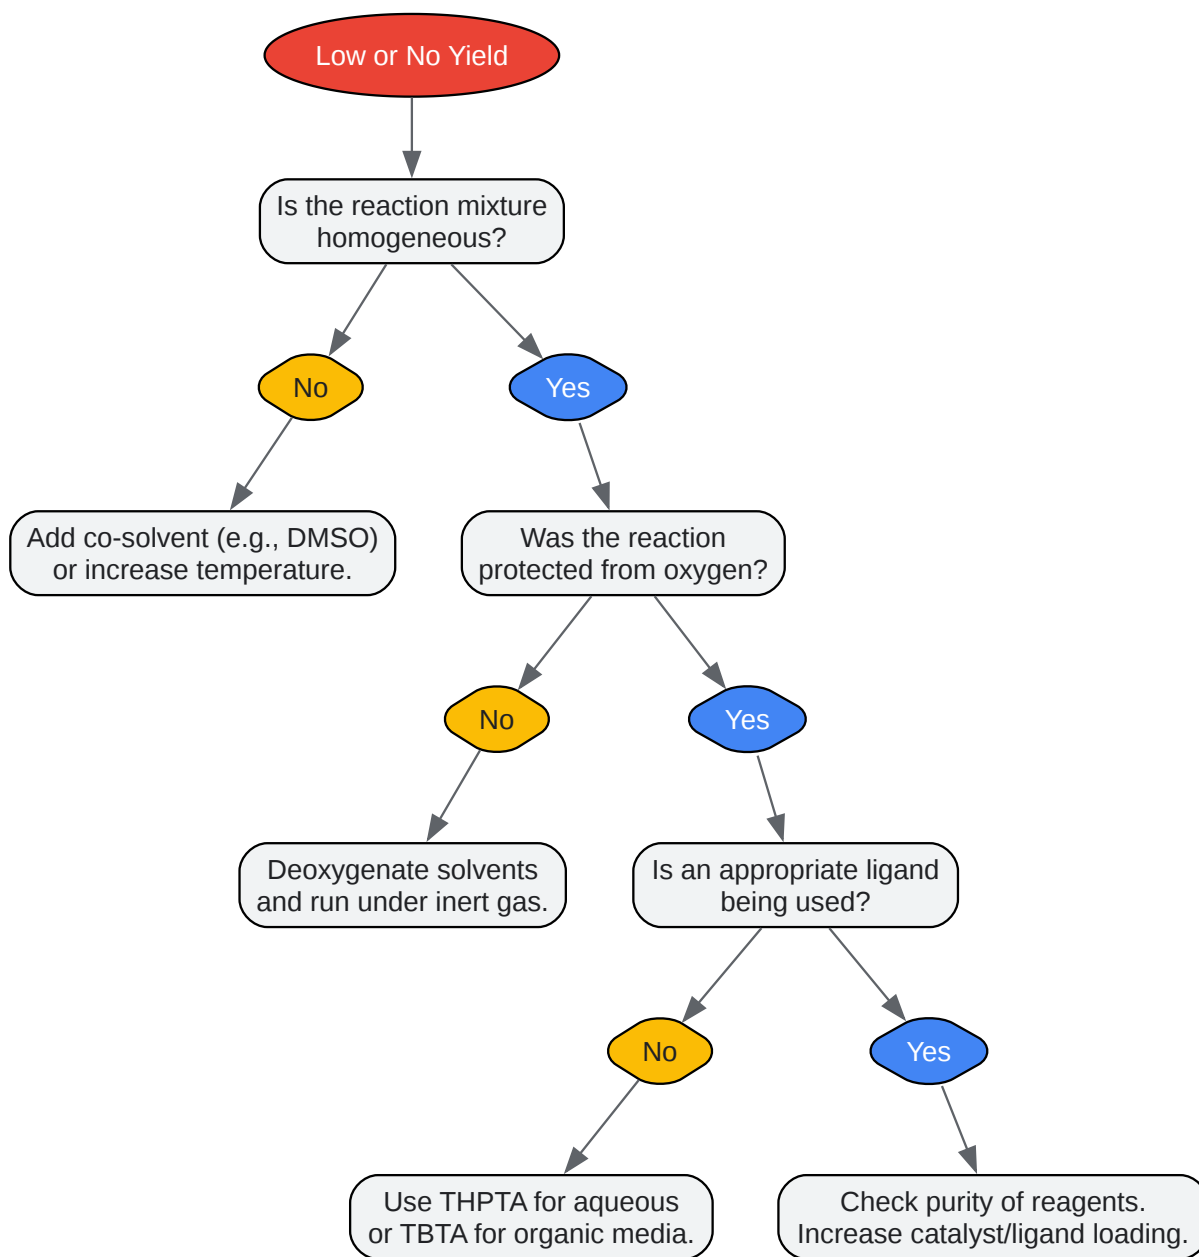 Low or No Yield
Is the reaction mixture
homogeneous?
No
Yes
Add co-solvent (e.g., DMSO)
or increase temperature.
Was the reaction
protected from oxygen?
No
Yes
Deoxygenate solvents
and run under inert gas.
Is an appropriate ligand
being used?
No
Yes
Use THPTA for aqueous
or TBTA for organic media.
Check purity of reagents.
Increase catalyst/ligand loading.